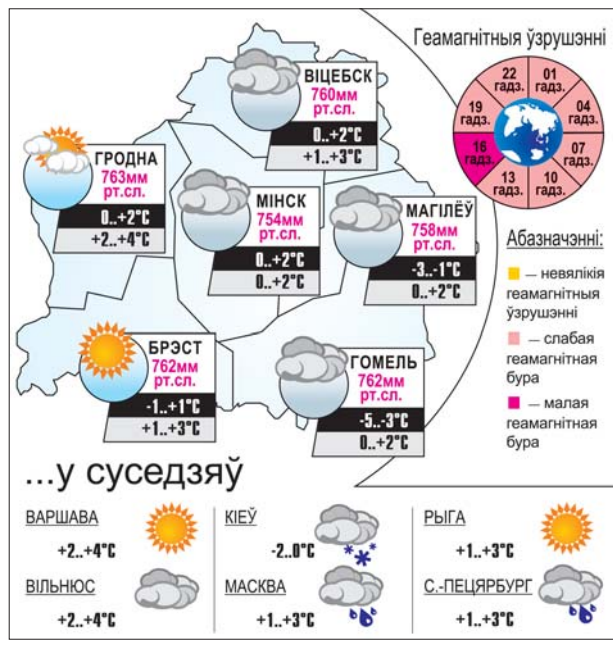 Геамагнітныя ўзрушэнні
22 гадз.
01 гадз.
04 гадз.
07 гадз.
10 гадз.
13 гадз.
16 гадз.
19 гадз.
ВІЦЕБСК
760мм
рт.сл.
0..+2°C
+1..+3°C
ГРОДНА
763мм
рт.сл.
0..+2°C
+2..+4°C
МІНСК
754мм
рт.сл.
0..+2°C
0..+2°C
МАГІЛЁЎ
758мм
рт.сл.
-3..-1°C
0..+2°C
БРЭСТ
762мм
рт.сл.
-1..+1°C
+1..+3°C
ГОМЕЛЬ
762мм
рт.сл.
-5..-3°C
0..+2°C
Абазначэнні:
— невялікія
геамагнітныя
ўзрушэнні
— слабая
геамагнітная
бура
— малая
геамагнітная
бура
...у суседзяў
ВАРШАВА
+2..+4°C
КІЕЎ
-2..0°C
РЫГА
+1..+3°C
ВІЛЬНЮС
+2..+4°C
МАСКВА
+1..+3°C
С.-ПЕЦЯРБУРГ
+1..+3°C